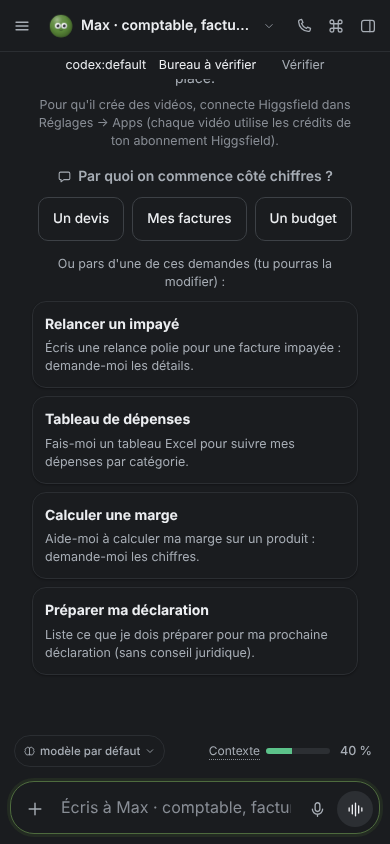 Max · comptable, factu...
codex:default Bureau à vérifier Vérifier
place.
Pour qu'il crée des vidéos, connecte Higgsfield dans
Réglages → Apps (chaque vidéo utilise les crédits de
ton abonnement Higgsfield).
Par quoi on commence côté chiffres ?
Un devis
Mes factures
Un budget
Ou pars d'une de ces demandes (tu pourras la
modifier) :
Relancer un impayé
Écris une relance polie pour une facture impayée :
demande-moi les détails.
Tableau de dépenses
Fais-moi un tableau Excel pour suivre mes
dépenses par catégorie.
Calculer une marge
Aide-moi à calculer ma marge sur un produit :
demande-moi les chiffres.
Préparer ma déclaration
Liste ce que je dois préparer pour ma prochaine
déclaration (sans conseil juridique).
modèle par défaut
Contexte 40 %
Écris à Max · comptable, factu